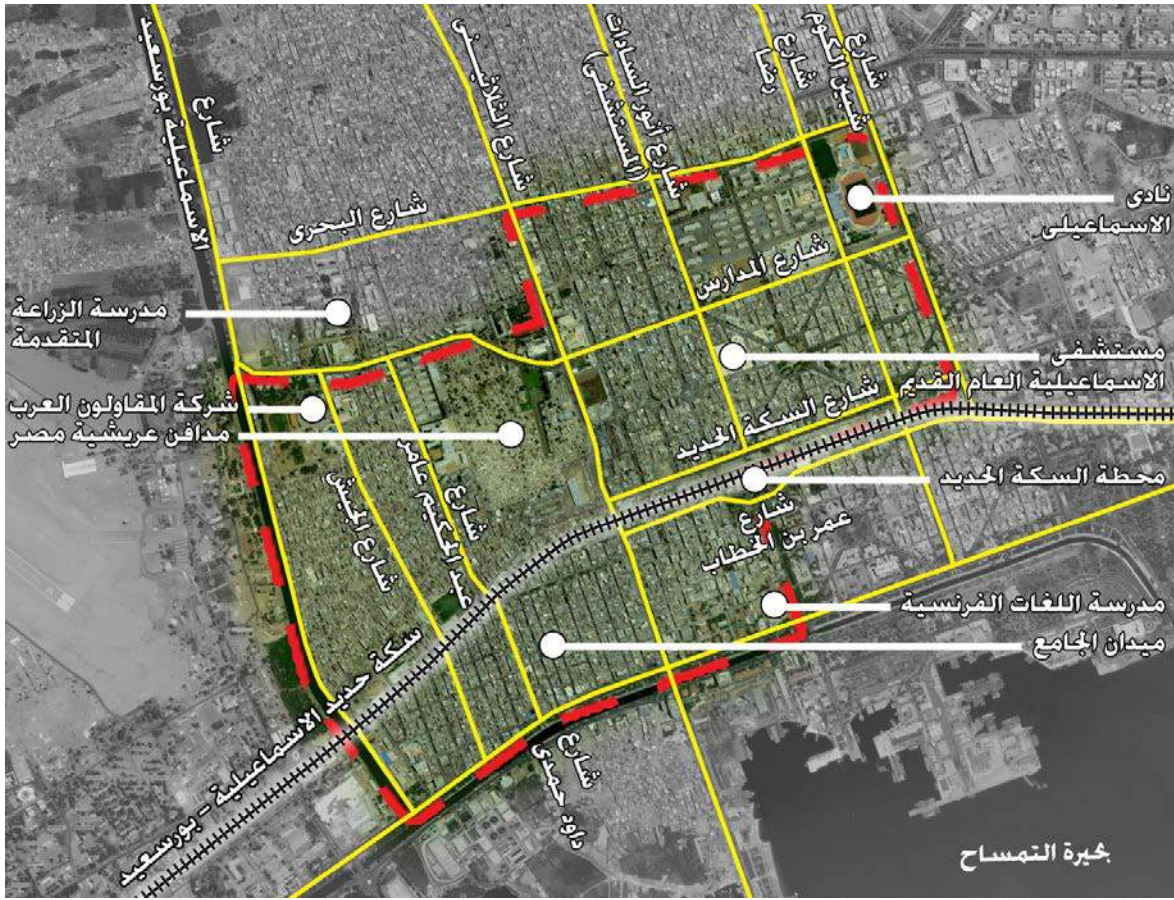 شارع
الاسماعيلية بورسعيد
شارع الثلاثينى
شارع أنور السادات
(المستشفى)
شارع
رضا
شارع
شبين الكوم
شارع البحرى
نادى
الاسماعيلى
شارع المدارس
مدرسة الزراعة
المتقدمة
مستشفى
الاسماعيلية العام القديم
شركة المقاولون العرب
مدافن عريشية مصر
شارع السكة الحديد
محطة السكة الحديد
شارع الجيش
شارع
عبد الحكيم عامر
شارع
عمر بن الخطاب
مدرسة اللغات الفرنسية
ميدان الجامع
سكة حديد الاسماعيلية - بورسعيد
شارع
داود حمدى
بحيرة التمساح